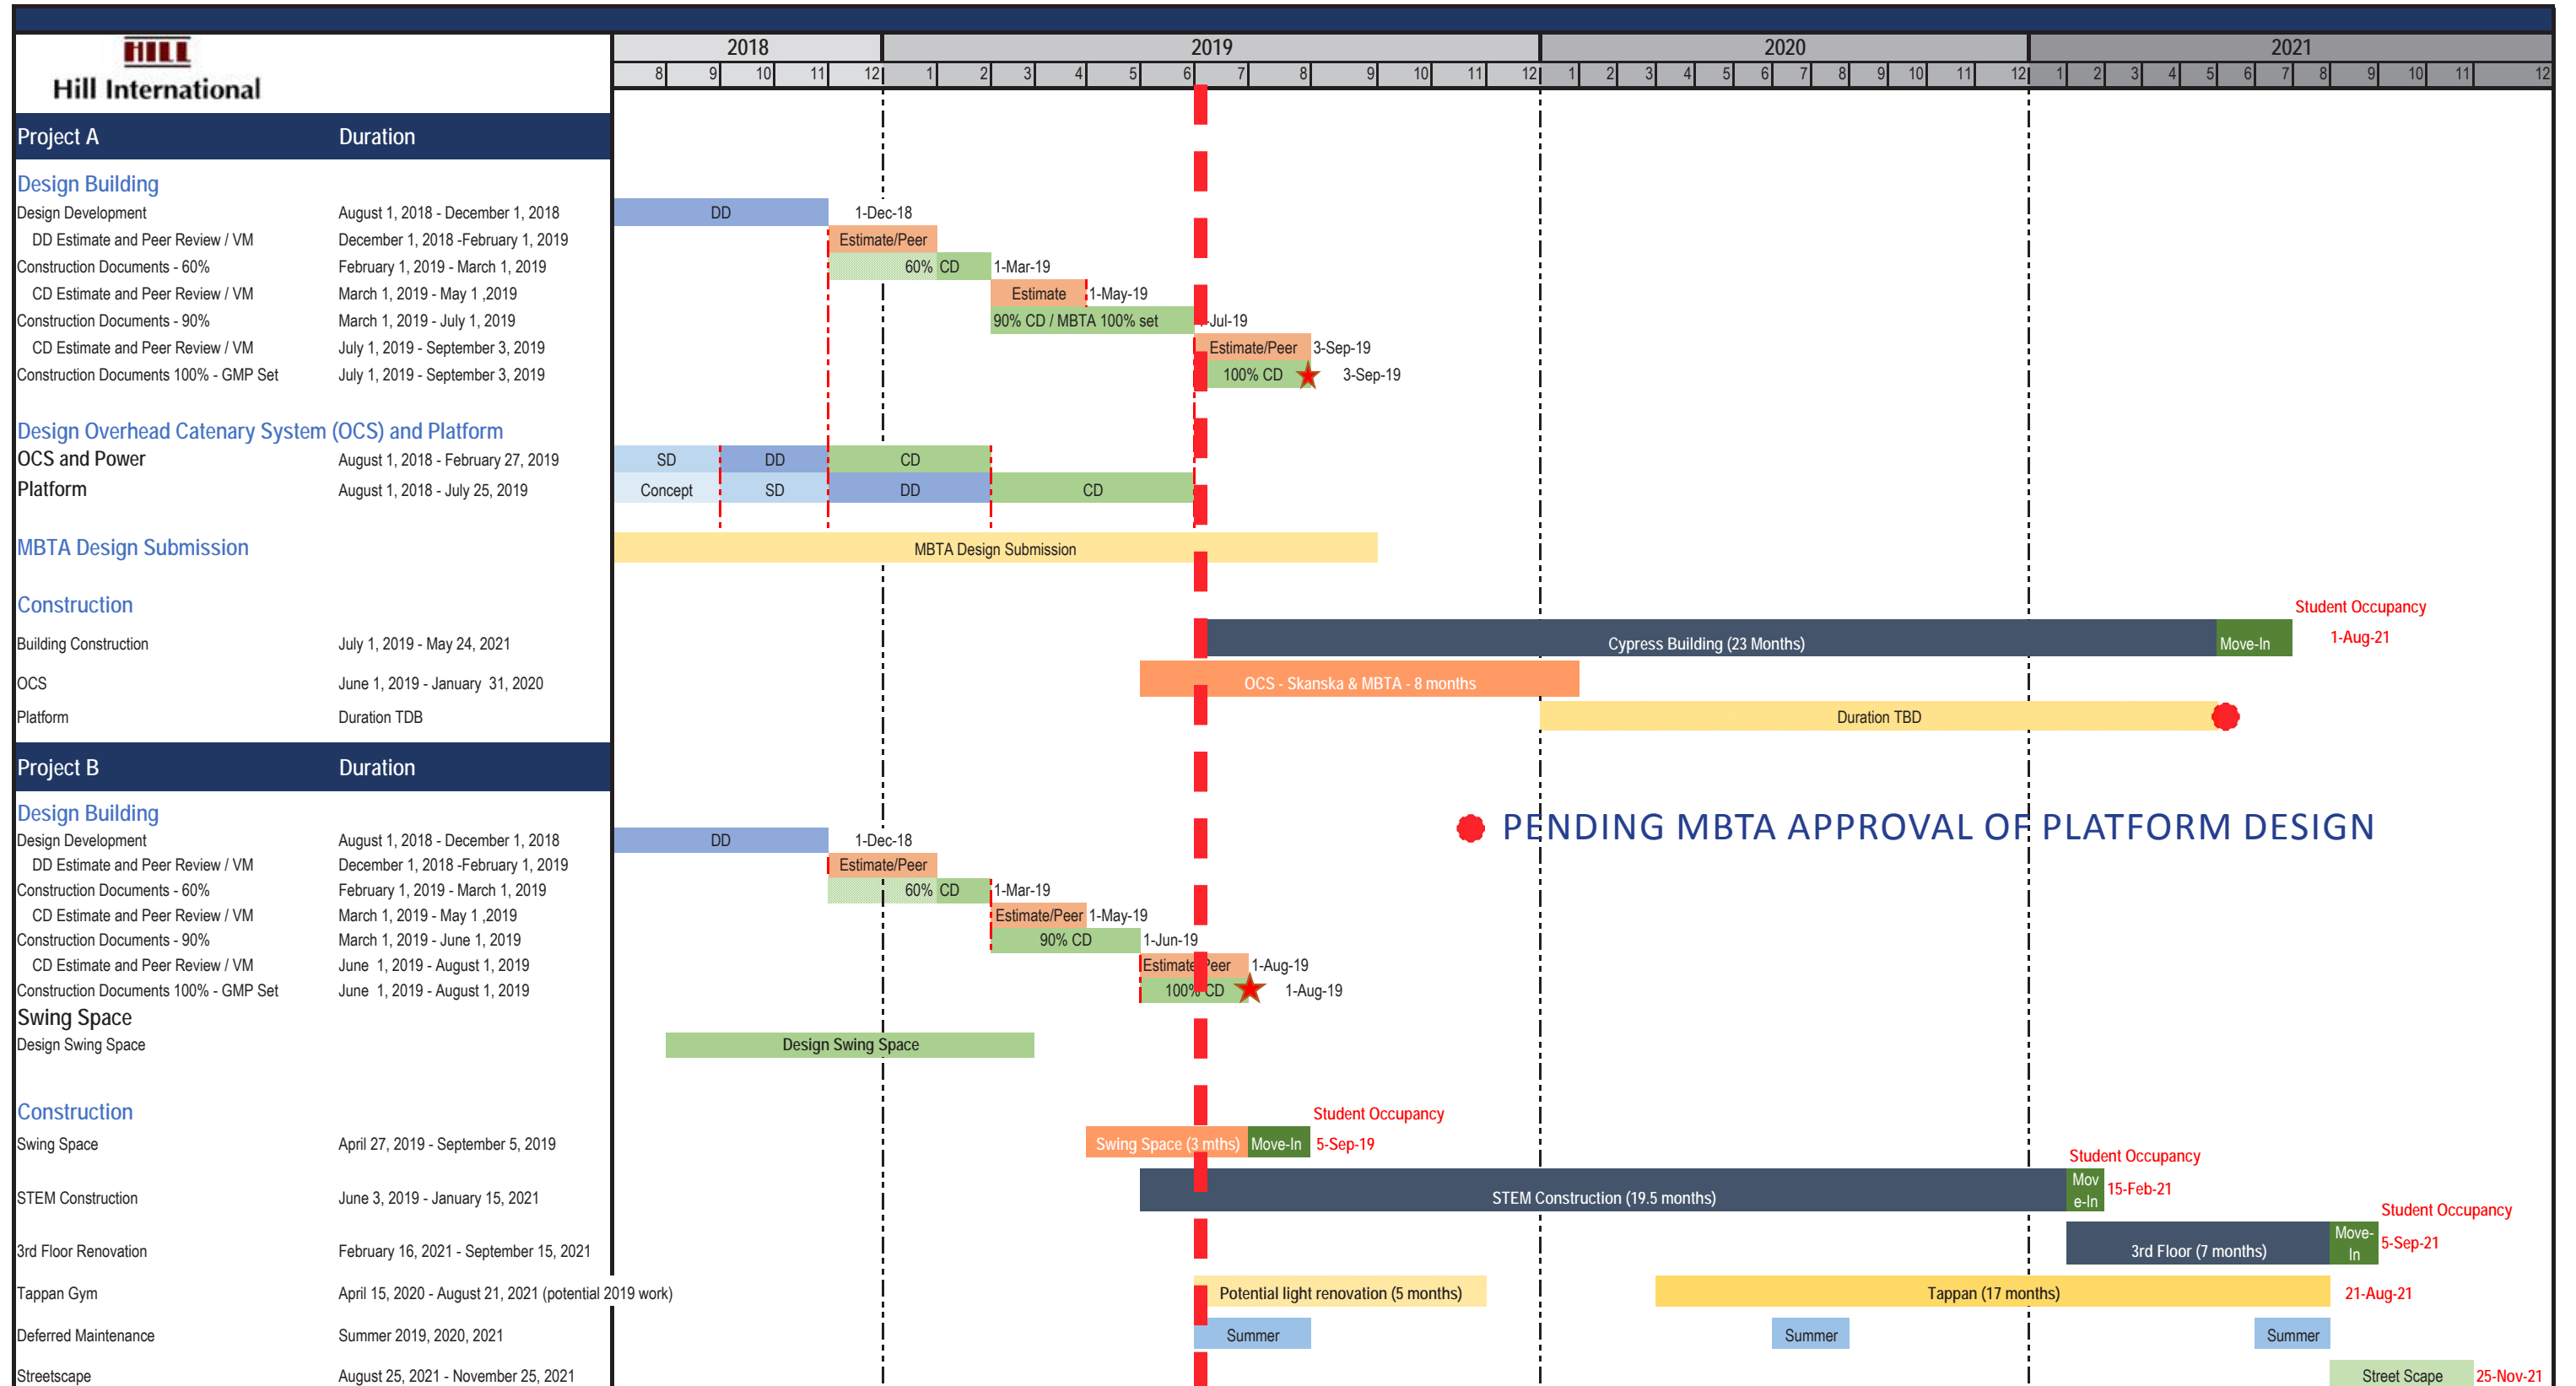 HILL
Hill International
2018 2019 2020 2021
8 9 10 11 12 1 2 3 4 5 6 7 8 9 10 11 12 1 2 3 4 5 6 7 8 9 10 11 12 1 2 3 4 5 6 7 8 9 10 11 12
Project A Duration
Design Building
Design Development August 1, 2018 - December 1, 2018 DD 1-Dec-18
DD Estimate and Peer Review / VM December 1, 2018 -February 1, 2019 Estimate/Peer
Construction Documents - 60% February 1, 2019 - March 1, 2019 60% CD 1-Mar-19
CD Estimate and Peer Review / VM March 1, 2019 - May 1 ,2019 Estimate 1-May-19
Construction Documents - 90% March 1, 2019 - July 1, 2019 90% CD / MBTA 100% set -Jul-19
CD Estimate and Peer Review / VM July 1, 2019 - September 3, 2019 Estimate/Peer 3-Sep-19
Construction Documents 100% - GMP Set July 1, 2019 - September 3, 2019 100% CD 3-Sep-19
Design Overhead Catenary System (OCS) and Platform
OCS and Power August 1, 2018 - February 27, 2019 SD DD CD
Platform August 1, 2018 - July 25, 2019 Concept SD DD CD
MBTA Design Submission MBTA Design Submission
Construction Student Occupancy
Building Construction July 1, 2019 - May 24, 2021 Cypress Building (23 Months) Move-In 1-Aug-21
OCS June 1, 2019 - January 31, 2020 OCS - Skanska & MBTA - 8 months
Platform Duration TDB Duration TBD
Project B Duration
Design Building PENDING MBTA APPROVAL OF PLATFORM DESIGN
Design Development August 1, 2018 - December 1, 2018 DD 1-Dec-18
DD Estimate and Peer Review / VM December 1, 2018 -February 1, 2019 Estimate/Peer
Construction Documents - 60% February 1, 2019 - March 1, 2019 60% CD 1-Mar-19
CD Estimate and Peer Review / VM March 1, 2019 - May 1 ,2019 Estimate/Peer 1-May-19
Construction Documents - 90% March 1, 2019 - June 1, 2019 90% CD 1-Jun-19
CD Estimate and Peer Review / VM June 1, 2019 - August 1, 2019 Estimate/Peer 1-Aug-19
Construction Documents 100% - GMP Set June 1, 2019 - August 1, 2019 100% CD 1-Aug-19
Swing Space
Design Swing Space Design Swing Space
Construction Student Occupancy
Swing Space April 27, 2019 - September 5, 2019 Swing Space (3 mths) Move-In 5-Sep-19
Student Occupancy
STEM Construction June 3, 2019 - January 15, 2021 STEM Construction (19.5 months) Mov
e-In 15-Feb-21
Student Occupancy
3rd Floor Renovation February 16, 2021 - September 15, 2021 3rd Floor (7 months) Move-
In 5-Sep-21
Tappan Gym April 15, 2020 - August 21, 2021 (potential 2019 work) Potential light renovation (5 months) Tappan (17 months) 21-Aug-21
Deferred Maintenance Summer 2019, 2020, 2021 Summer Summer Summer
Streetscape August 25, 2021 - November 25, 2021 Street Scape 25-Nov-21